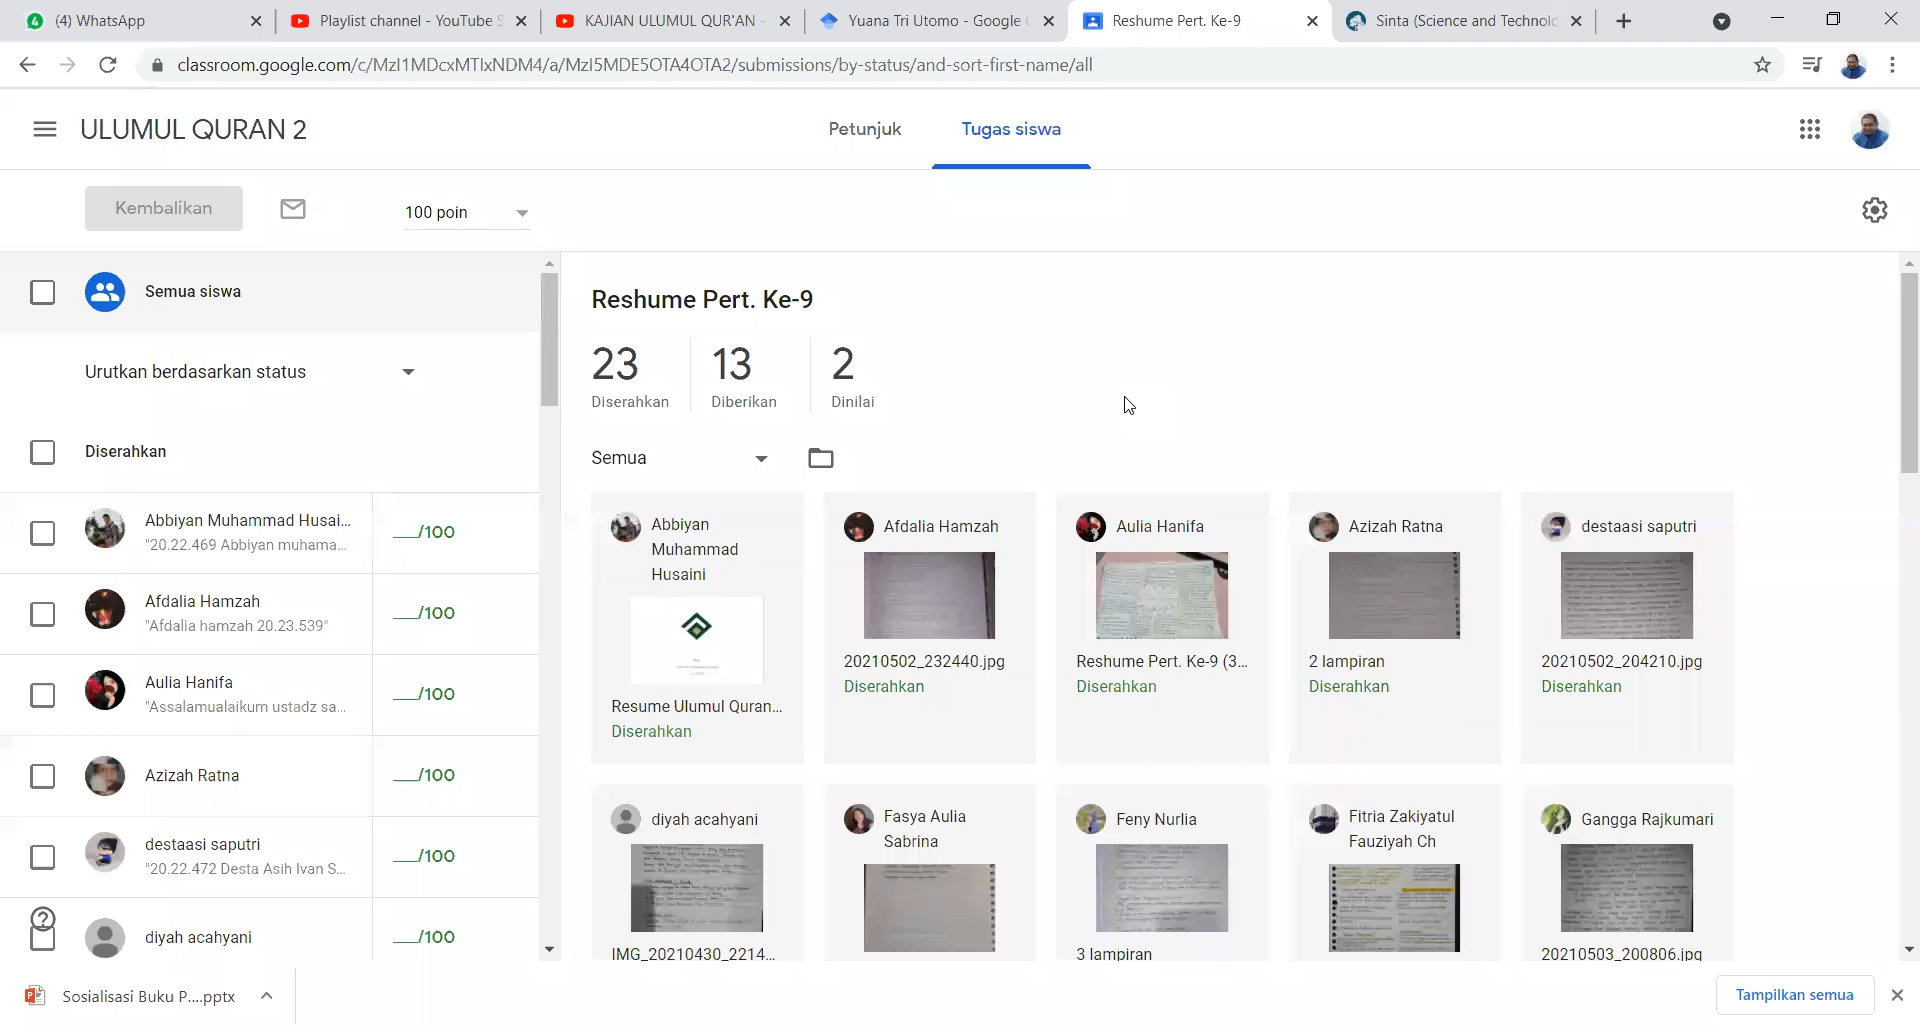 (4) WhatsApp
Playlist channel - YouTube S
KAJIAN ULUMUL QUR'AN -
Yuana Tri Utomo - Google
Reshume Pert. Ke-9
Sinta (Science and Technolo
classroom.google.com/c/MzI1MDcxMTIxNDM4/a/MzI5MDE5OTA4OTA2/submissions/by-status/and-sort-first-name/all
ULUMUL QURAN 2
Petunjuk
Tugas siswa
Kembalikan
100 poin
Semua siswa
Urutkan berdasarkan status
Diserahkan
Abbiyan Muhammad Husai...
"20.22.469 Abbiyan muhama...
__/100
Afdalia Hamzah
"Afdalia hamzah 20.23.539"
__/100
Aulia Hanifa
"Assalamualaikum ustadz sa...
__/100
Azizah Ratna
__/100
destaasi saputri
"20.22.472 Desta Asih Ivan S...
__/100
diyah acahyani
__/100
Reshume Pert. Ke-9
23
13
2
Diserahkan
Diberikan
Dinilai
Semua
Abbiyan
Muhammad
Husaini
Resume Ulumul Quran...
Diserahkan
Afdalia Hamzah
20210502_232440.jpg
Diserahkan
Aulia Hanifa
Reshume Pert. Ke-9 (3...
Diserahkan
Azizah Ratna
2 lampiran
Diserahkan
destaasi saputri
20210502_204210.jpg
Diserahkan
diyah acahyani
IMG_20210430_2214...
Fasya Aulia
Sabrina
Feny Nurlia
3 lampiran
Fitria Zakiyatul
Fauziyah Ch
Gangga Rajkumari
20210503_200806.jpg
Sosialisasi Buku P....pptx
Tampilkan semua